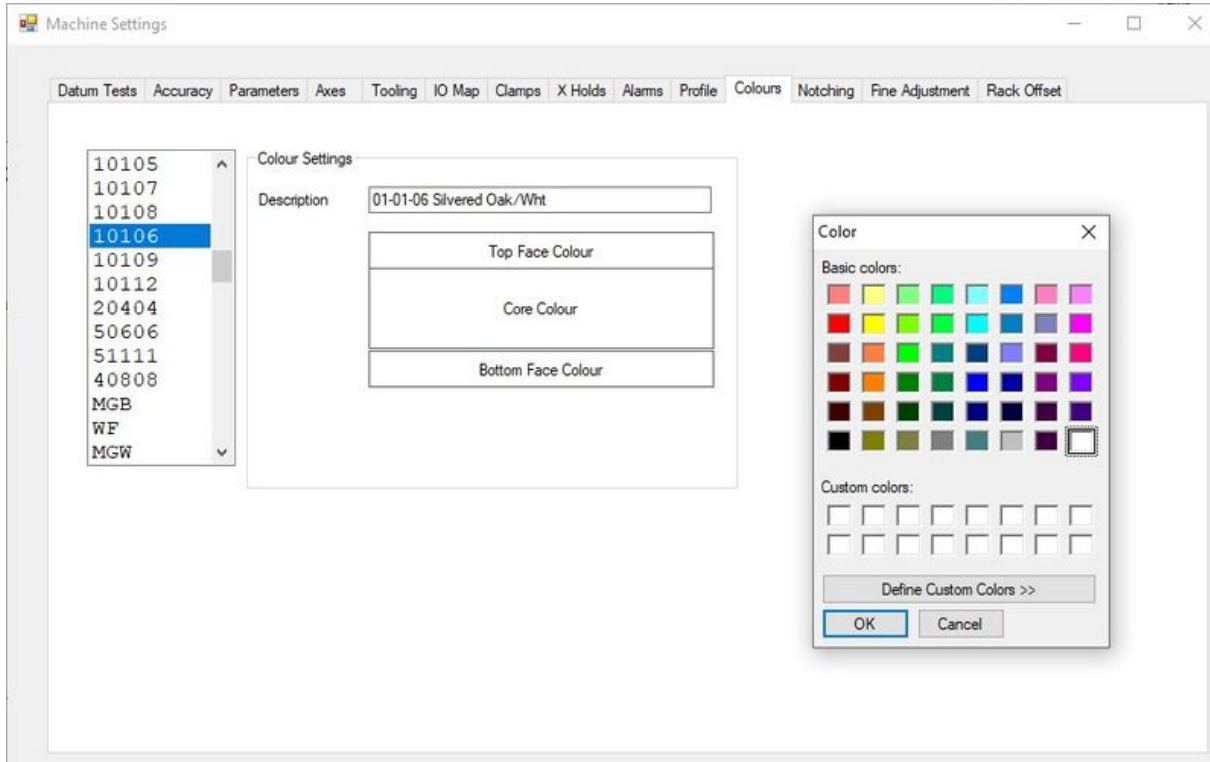 Machine Settings
Datum Tests Accuracy Parameters Axes Tooling IO Map Clamps X Holds Alarms Profile Colours Notching Fine Adjustment Rack Offset
10105
10107
10108
10106
10109
10112
20404
50606
51111
40808
MGB
WF
MGW
Colour Settings
Description 01-01-06 Silvered Oak/Wht
Top Face Colour
Core Colour
Bottom Face Colour
Color
Basic colors:
Custom colors:
Define Custom Colors >>
OK Cancel